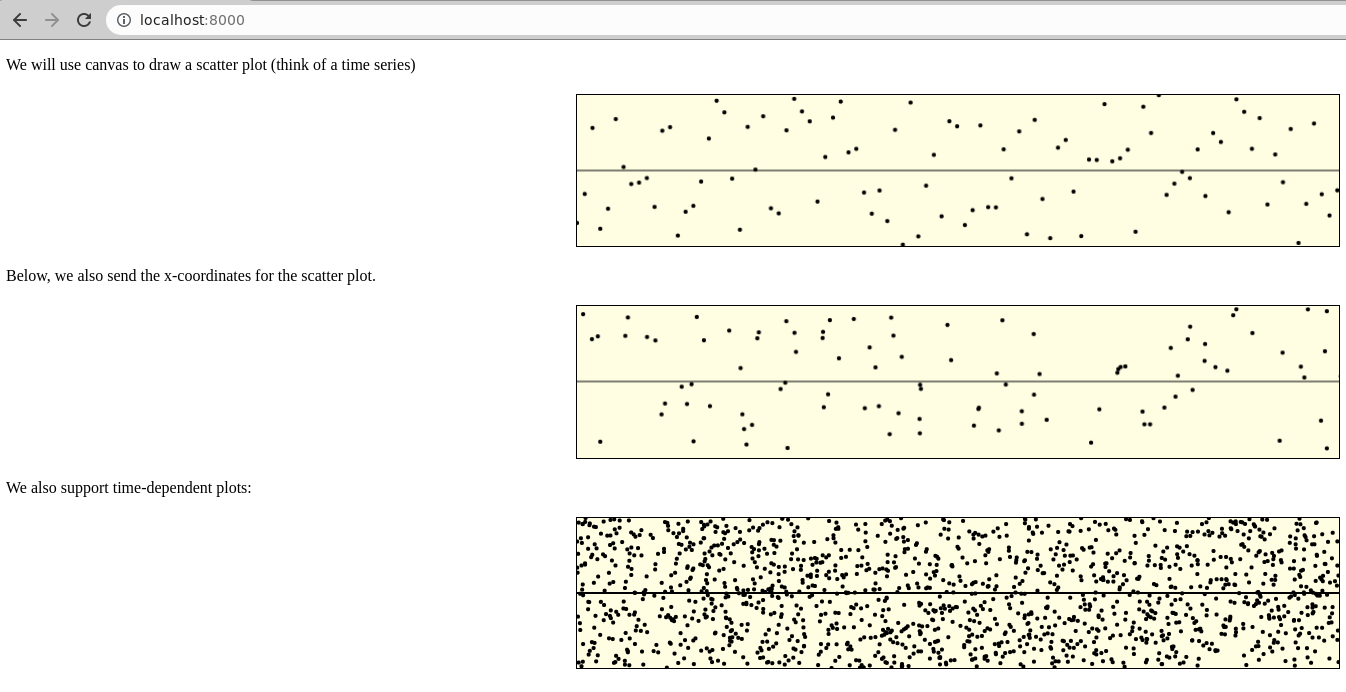 localhost:8000
We will use canvas to draw a scatter plot (think of a time series)
Below, we also send the x-coordinates for the scatter plot.
We also support time-dependent plots: